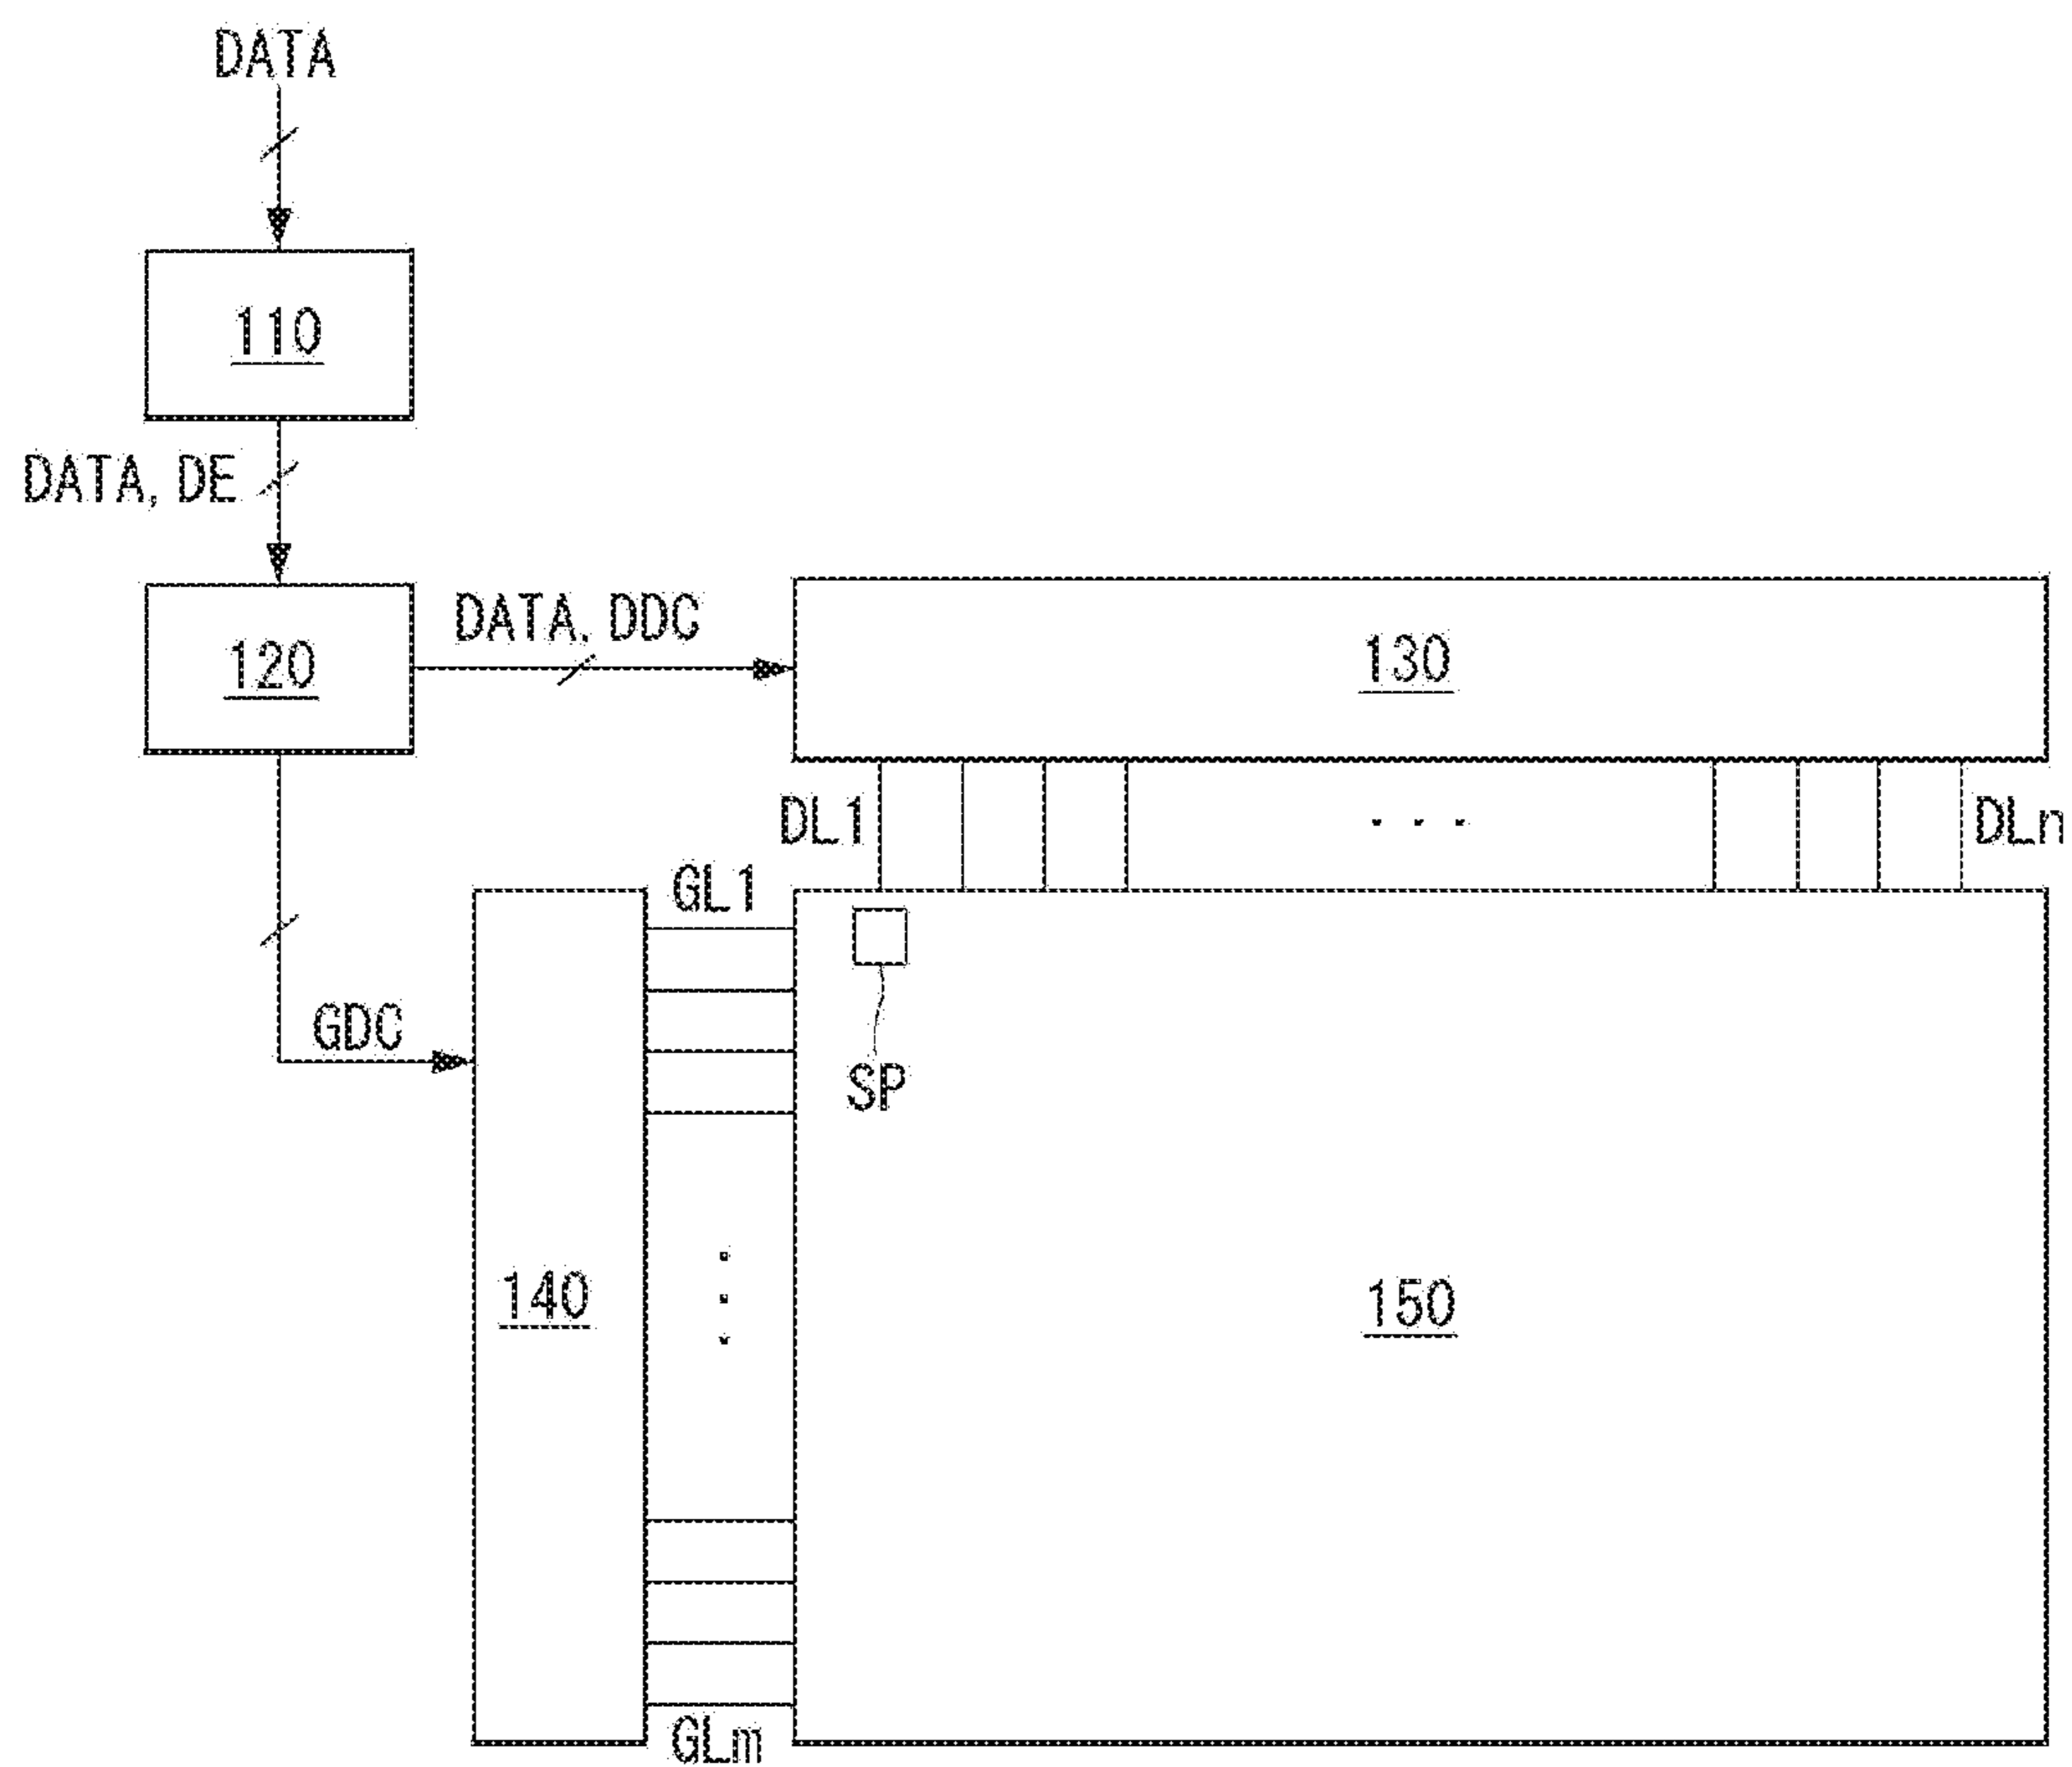 DATA
110
DATA, DE
120
DATA, DDC
130
DL1
. . .
DLn
GL1
GDC
SP
140
150
GLm